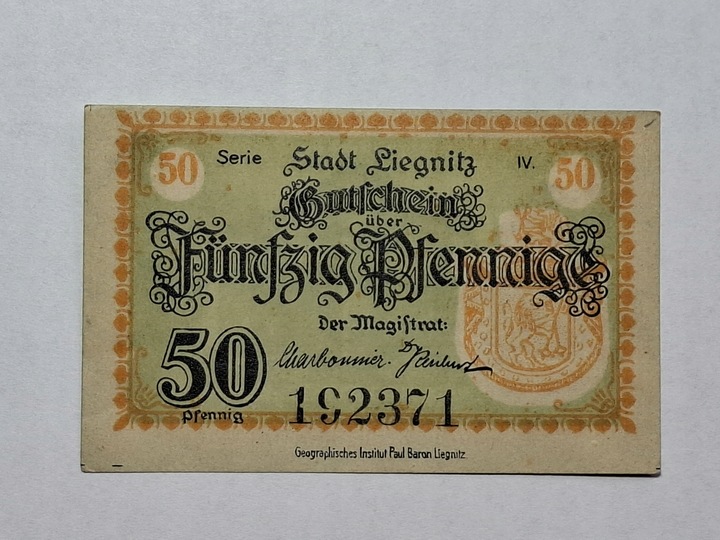 50 Serie Stadt Liegnitz IV. 50
Gutschein
über
Fünfzig Pfennige
Der Magistrat:
50 Charbonnier.
Pfennig 192371
Geographisches Institut Paul Baron Liegnitz